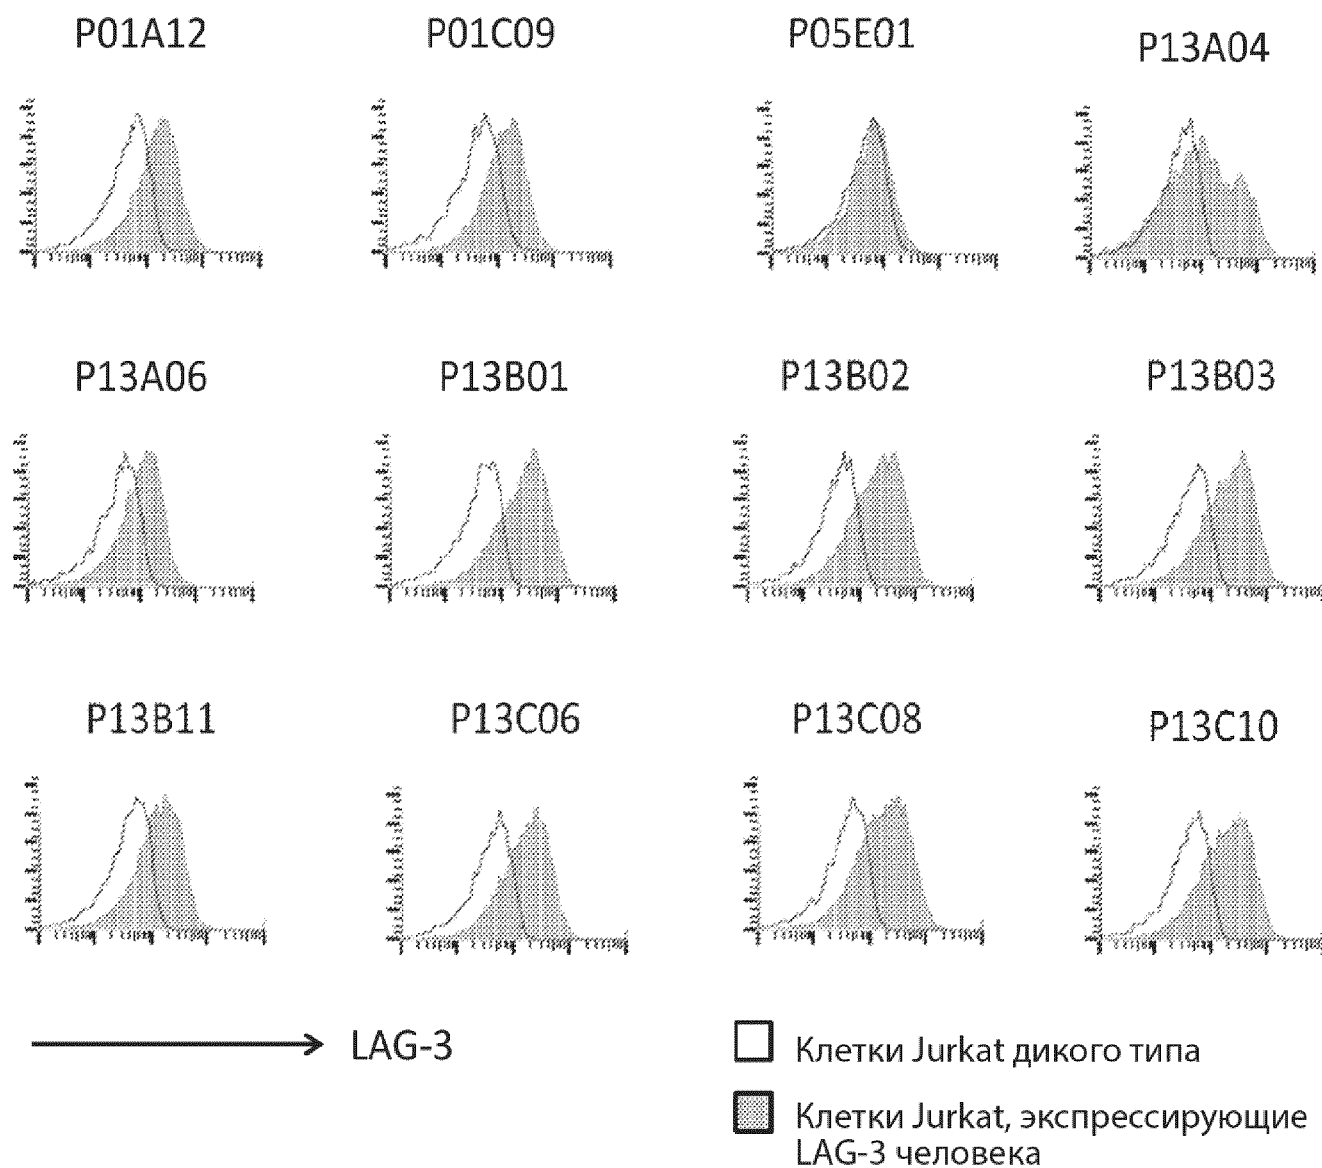 P01A12
P01C09
P05E01
P13A04
P13A06
P13B01
P13B02
P13B03
P13B11
P13C06
P13C08
P13C10
LAG-3
Клетки Jurkat дикого типа
Клетки Jurkat, экспрессирующие
LAG-3 человека